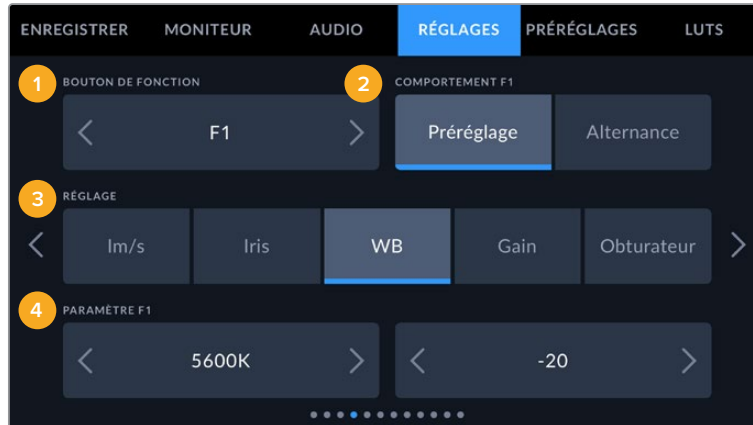 ENREGISTRER MONITEUR AUDIO RÉGLAGES PRÉRÉGLAGES LUTS
1 BOUTON DE FONCTION 2 COMPORTEMENT F1
F1 Préréglage Alternance
3 RÉGLAGE
Im/s Iris WB Gain Obturateur
4 PARAMÈTRE F1
5600K -20